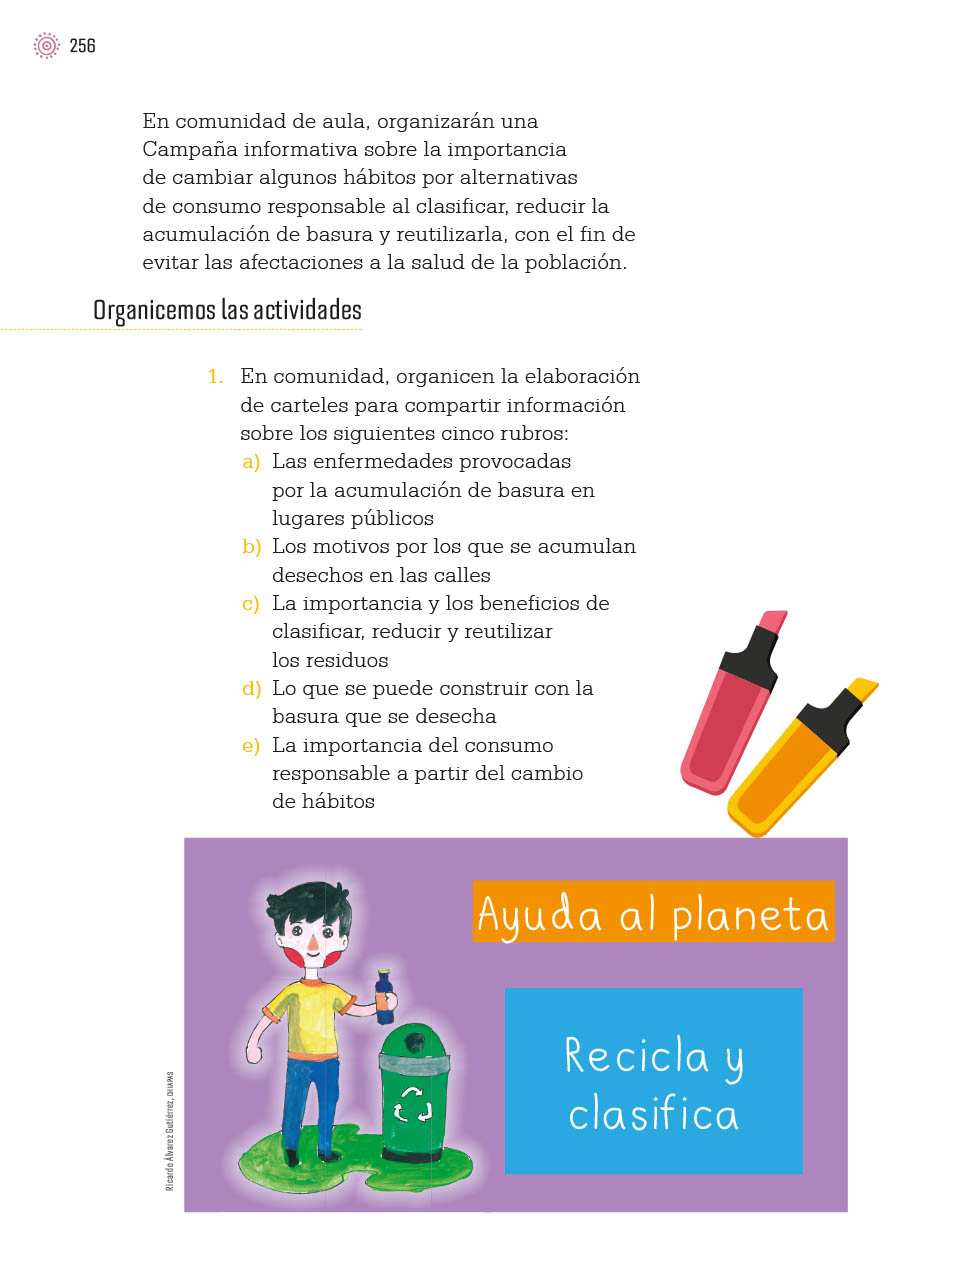 256
En comunidad de aula, organizarán una
Campaña informativa sobre la importancia
de cambiar algunos hábitos por alternativas
de consumo responsable al clasificar, reducir la
acumulación de basura y reutilizarla, con el fin de
evitar las afectaciones a la salud de la población.
Organicemos las actividades
1. En comunidad, organicen la elaboración
de carteles para compartir información
sobre los siguientes cinco rubros:
a) Las enfermedades provocadas
por la acumulación de basura en
lugares públicos
b) Los motivos por los que se acumulan
desechos en las calles
c) La importancia y los beneficios de
clasificar, reducir y reutilizar
los residuos
d) Lo que se puede construir con la
basura que se desecha
e) La importancia del consumo
responsable a partir del cambio
de hábitos
Ayuda al planeta
Recicla y
clasifica
Ricardo Álvarez Gutiérrez, CHIAPAS